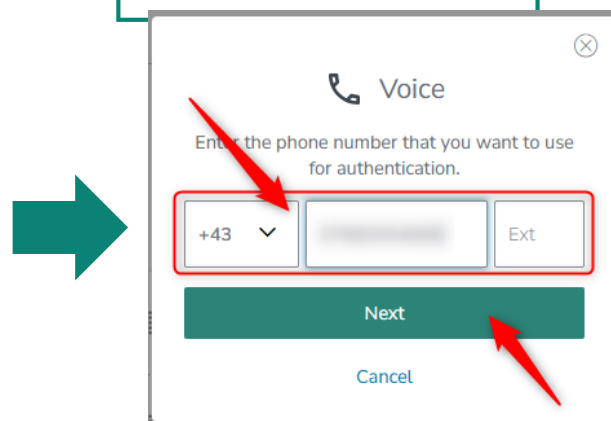 Voice
Enter the phone number that you want to use
for authentication.
+43 Ext
Next
Cancel